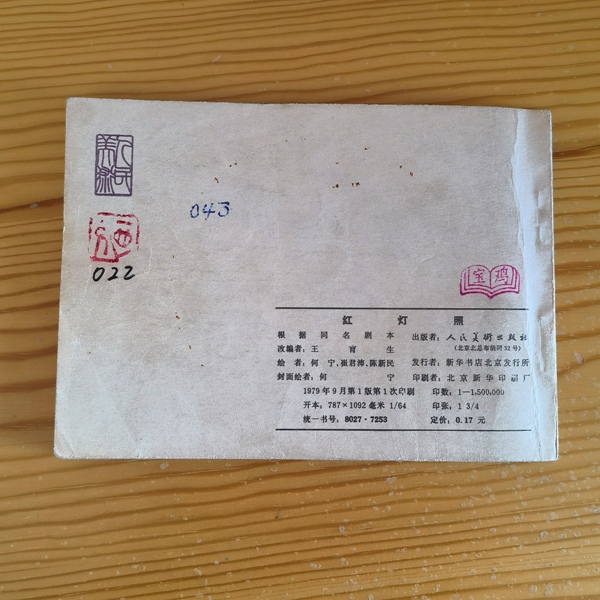 人民
美术
043
022
宝鸡
红灯照
根据同名剧本
改编者：王育生
绘者：何宁、崔君沛、陈新民
封面绘者：何宁
出版者：人民美术出版社
（北京北总布胡同32号）
发行者：新华书店北京发行所
印刷者：北京新华印刷厂
1979年9月第1版第1次印刷 印数：1—1,500,000
开本：787×1092毫米 1/64 印张：1 3/4
统一书号：8027·7253 定价：0.17元